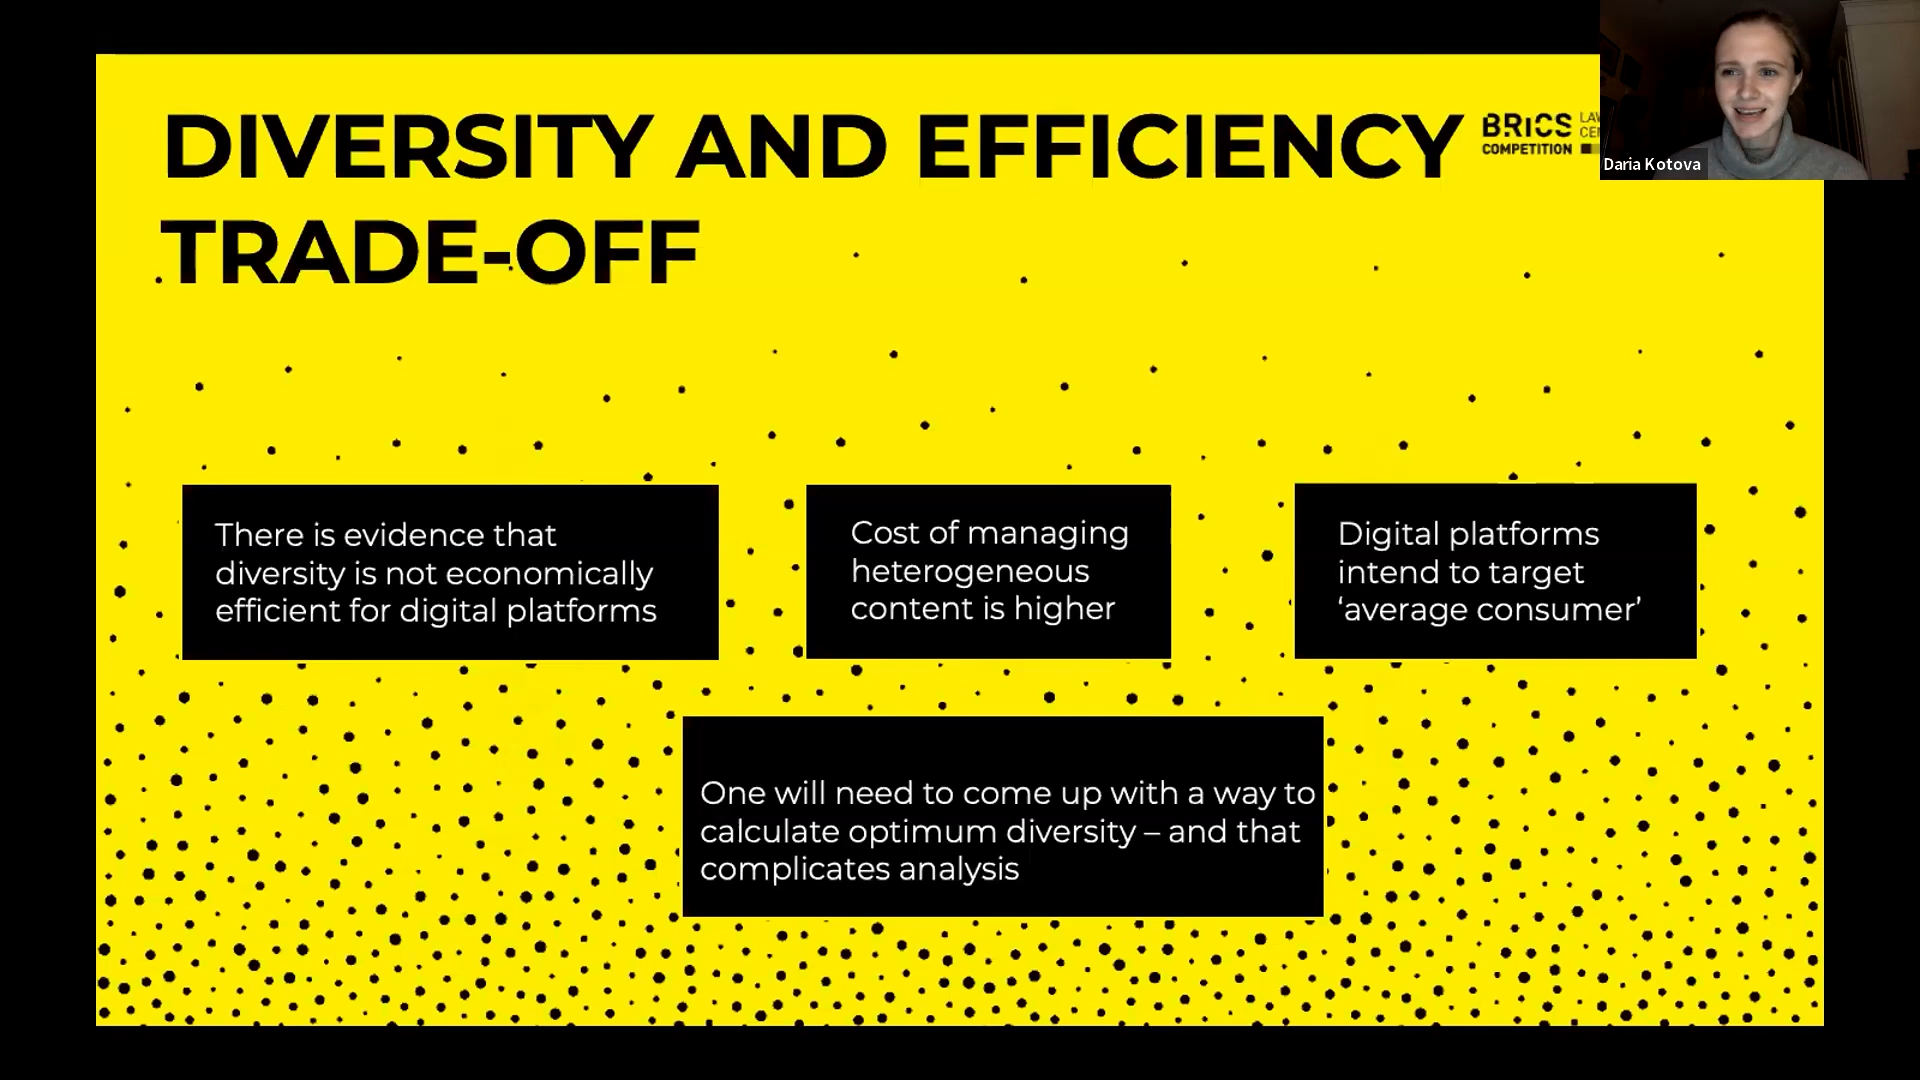 DIVERSITY AND EFFICIENCY
TRADE-OFF
BRICS
COMPETITION
Daria Kotova
There is evidence that
diversity is not economically
efficient for digital platforms
Cost of managing
heterogeneous
content is higher
Digital platforms
intend to target
‘average consumer’
One will need to come up with a way to
calculate optimum diversity – and that
complicates analysis